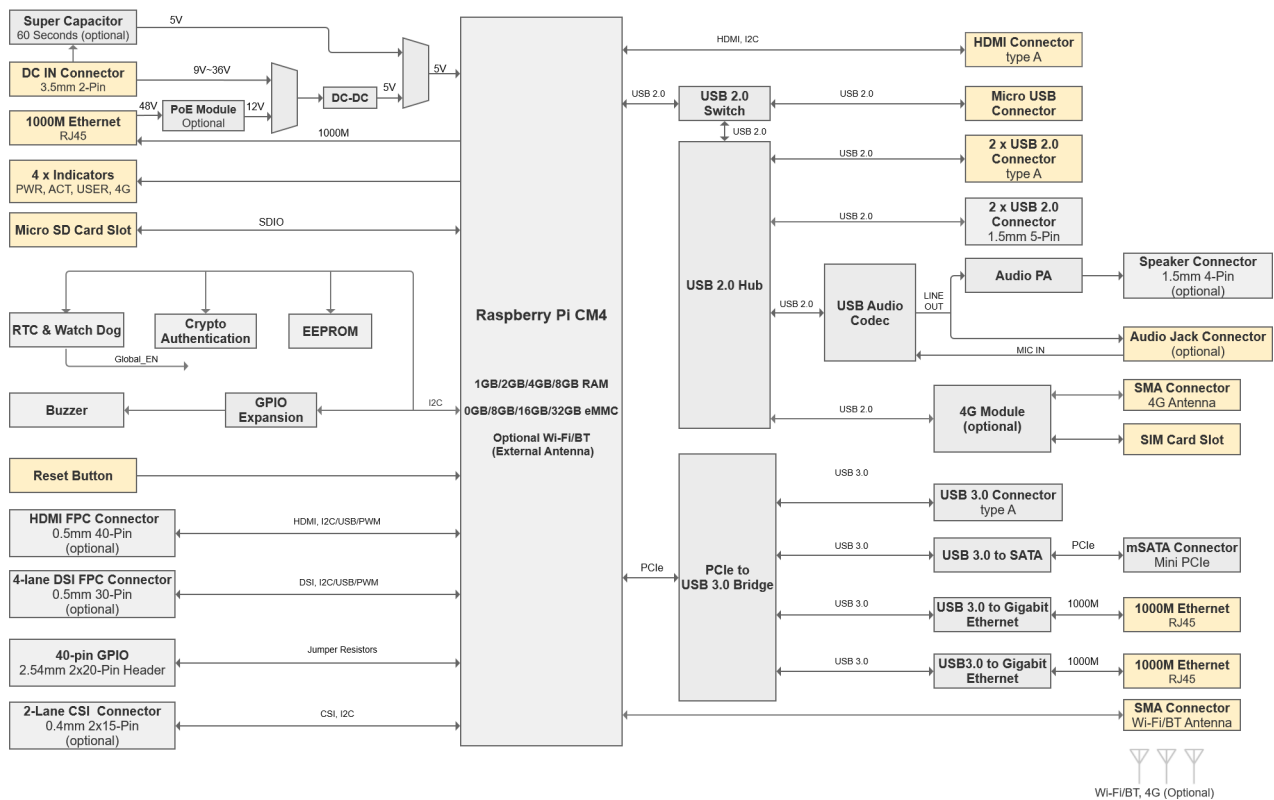 Super Capacitor
60 Seconds (optional)
5V
DC IN Connector
3.5mm 2-Pin
9V~36V
48V
PoE Module
Optional
12V
DC-DC
5V
5V
1000M Ethernet
RJ45
1000M
4 x Indicators
PWR, ACT, USER, 4G
Micro SD Card Slot
SDIO
RTC & Watch Dog
Crypto
Authentication
EEPROM
Global_EN
Buzzer
GPIO
Expansion
I2C
Reset Button
HDMI FPC Connector
0.5mm 40-Pin
(optional)
HDMI, I2C/USB/PWM
4-lane DSI FPC Connector
0.5mm 30-Pin
(optional)
DSI, I2C/USB/PWM
40-pin GPIO
2.54mm 2x20-Pin Header
Jumper Resistors
2-Lane CSI Connector
0.4mm 2x15-Pin
(optional)
CSI, I2C
Raspberry Pi CM4
1GB/2GB/4GB/8GB RAM
0GB/8GB/16GB/32GB eMMC
Optional Wi-Fi/BT
(External Antenna)
HDMI, I2C
HDMI Connector
type A
USB 2.0
USB 2.0
Switch
USB 2.0
Micro USB
Connector
USB 2.0
USB 2.0 Hub
USB 2.0
2 x USB 2.0
Connector
type A
USB 2.0
2 x USB 2.0
Connector
1.5mm 5-Pin
USB 2.0
USB Audio
Codec
LINE
OUT
Audio PA
Speaker Connector
1.5mm 4-Pin
(optional)
MIC IN
Audio Jack Connector
(optional)
USB 2.0
4G Module
(optional)
SMA Connector
4G Antenna
SIM Card Slot
PCIe
PCIe to
USB 3.0 Bridge
USB 3.0
USB 3.0 Connector
type A
USB 3.0
USB 3.0 to SATA
PCIe
mSATA Connector
Mini PCIe
USB 3.0
USB 3.0 to Gigabit
Ethernet
1000M
1000M Ethernet
RJ45
USB 3.0
USB3.0 to Gigabit
Ethernet
1000M
1000M Ethernet
RJ45
SMA Connector
Wi-Fi/BT Antenna
Wi-Fi/BT, 4G (Optional)